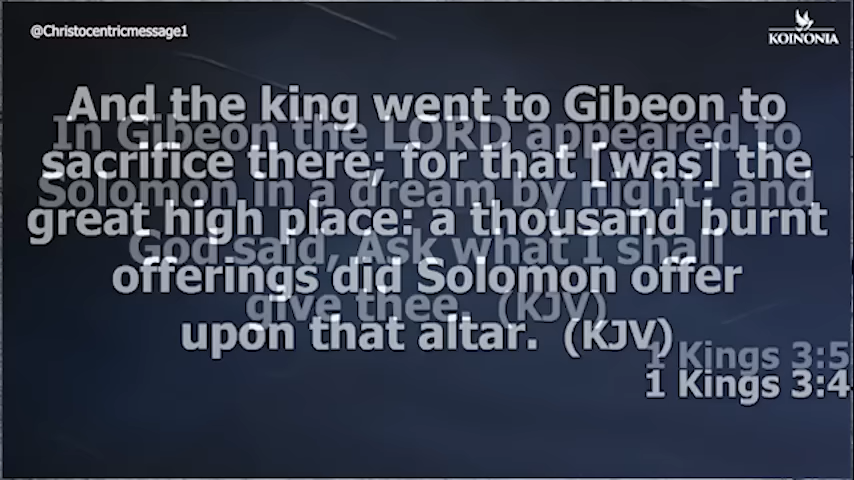 @Christocentricmessage1
KOINONIA
And the king went to Gibeon to
sacrifice there; for that [was] the
great high place: a thousand burnt
offerings did Solomon offer
upon that altar. (KJV)
1 Kings 3:4
In Gibeon the LORD appeared to
Solomon in a dream by night: and
God said, Ask what I shall
give thee. (KJV)
1 Kings 3:5